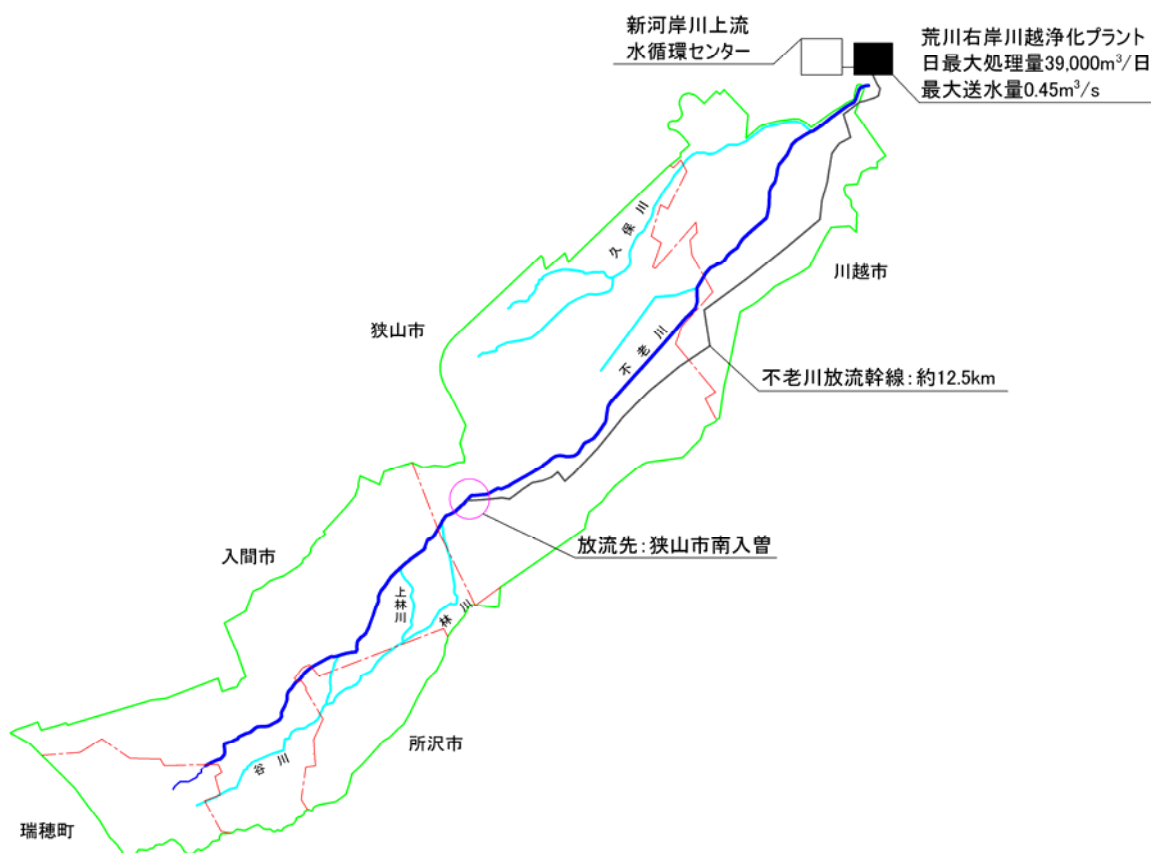 新河岸川上流
水循環センター
荒川右岸川越浄化プラント
日最大処理量39,000m³/日
最大送水量0.45m³/s
久保川
川越市
狭山市
不老川
不老川放流幹線:約12.5km
放流先:狭山市南入曽
入間市
上林川
林川
所沢市
谷川
瑞穂町